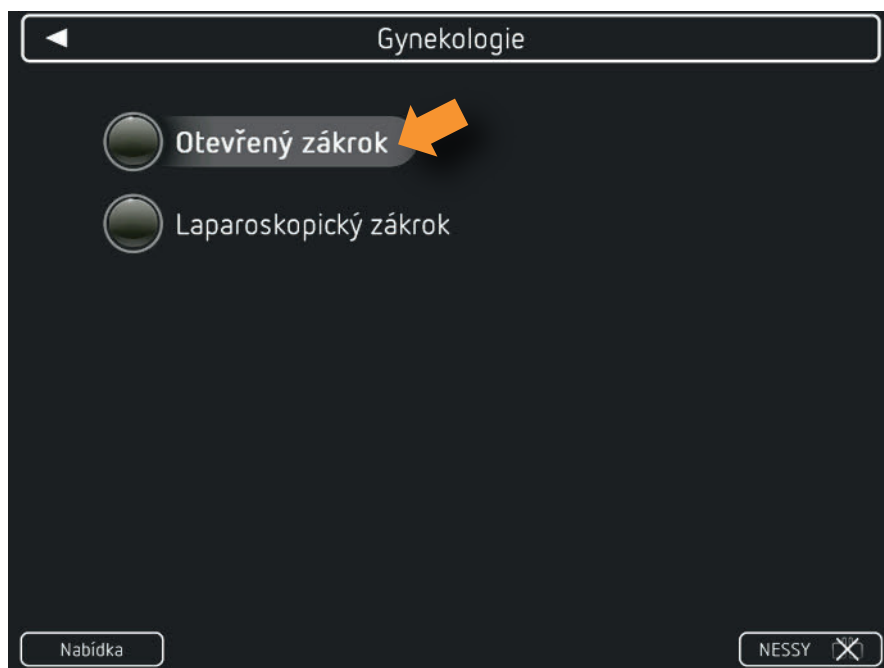 Gynekologie
Otevřený zákrok
Laparoskopický zákrok
Nabídka
NESSY